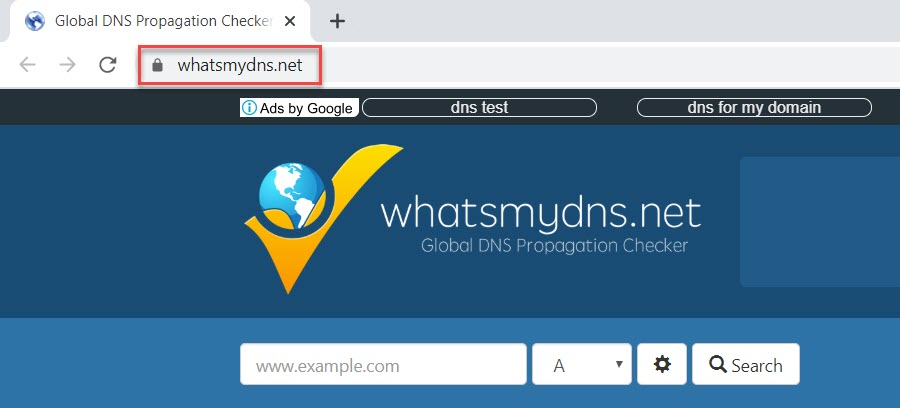 Global DNS Propagation Checker
whatsmydns.net
Ads by Google
dns test
dns for my domain
whatsmydns.net
Global DNS Propagation Checker
www.example.com
A
Search